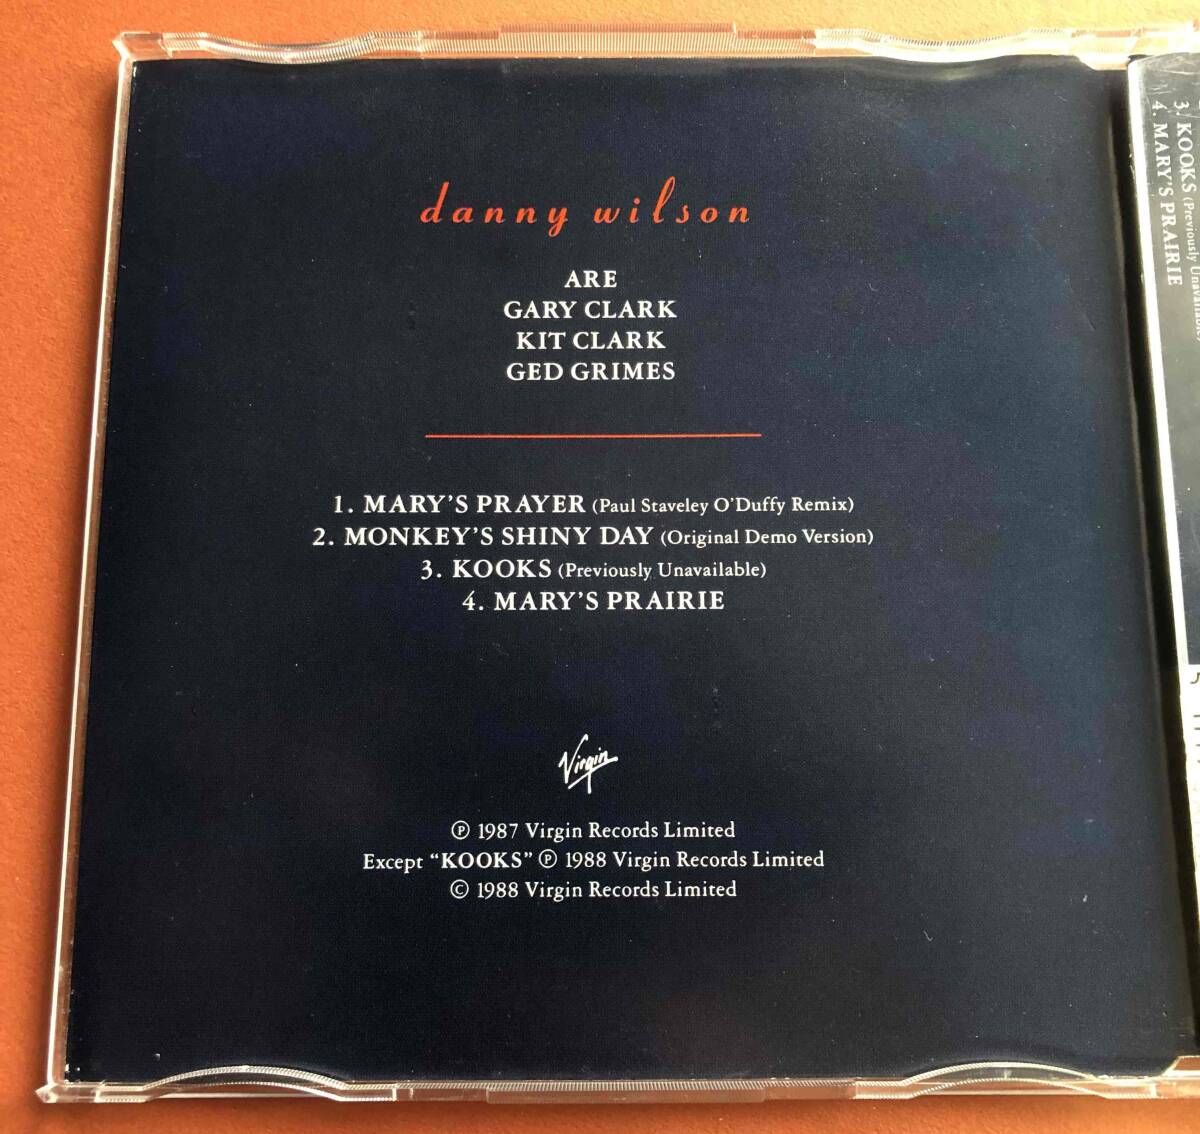 danny wilson
ARE
GARY CLARK
KIT CLARK
GED GRIMES
1. MARY'S PRAYER (Paul Staveley O'Duffy Remix)
2. MONKEY'S SHINY DAY (Original Demo Version)
3. KOOKS (Previously Unavailable)
4. MARY'S PRAIRIE
Virgin
℗ 1987 Virgin Records Limited
Except “KOOKS” ℗ 1988 Virgin Records Limited
© 1988 Virgin Records Limited
3. KOOKS (Previously Unavailable)
4. MARY'S PRAIRIE